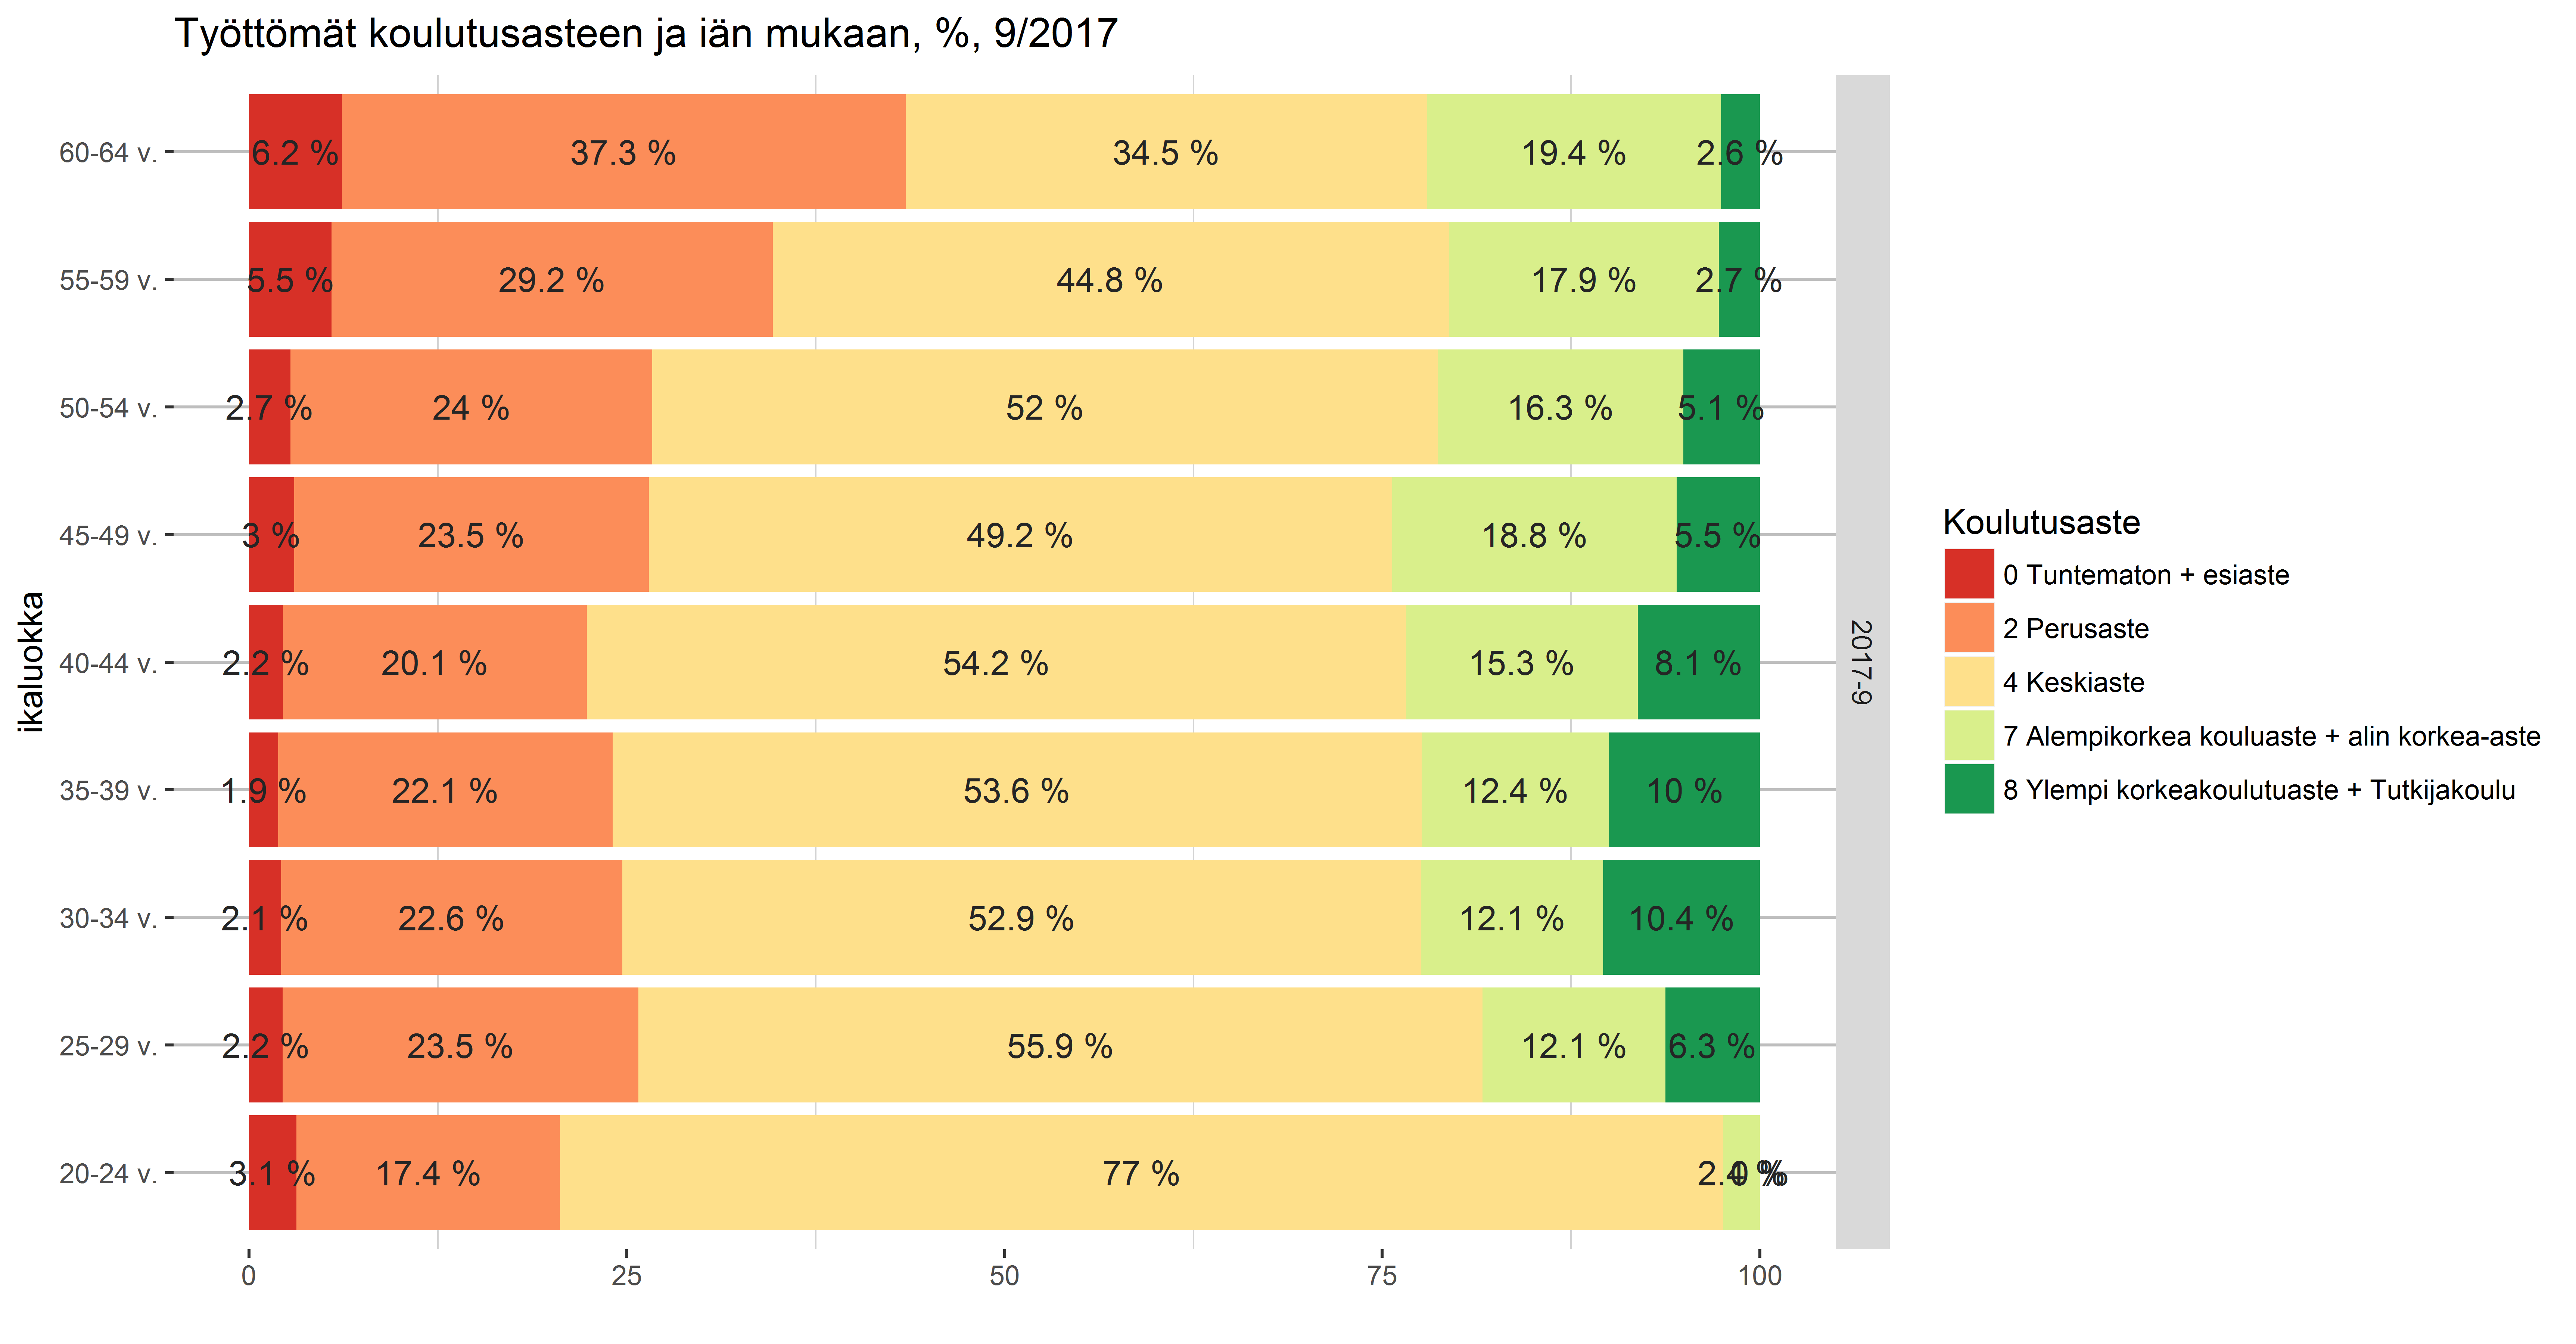 Työttömät koulutusasteen ja iän mukaan, %, 9/2017
60-64 v. 6.2 % 37.3 % 34.5 % 19.4 % 2.6 %
55-59 v. 5.5 % 29.2 % 44.8 % 17.9 % 2.7 %
50-54 v. 2.7 % 24 % 52 % 16.3 % 5.1 %
45-49 v. 3 % 23.5 % 49.2 % 18.8 % 5.5 %
40-44 v. 2.2 % 20.1 % 54.2 % 15.3 % 8.1 %
35-39 v. 1.9 % 22.1 % 53.6 % 12.4 % 10 %
30-34 v. 2.1 % 22.6 % 52.9 % 12.1 % 10.4 %
25-29 v. 2.2 % 23.5 % 55.9 % 12.1 % 6.3 %
20-24 v. 3.1 % 17.4 % 77 % 2.4 % 0 %
0 25 50 75 100
ikaluokka
2017-9
Koulutusaste
0 Tuntematon + esiaste
2 Perusaste
4 Keskiaste
7 Alempikorkea kouluaste + alin korkea-aste
8 Ylempi korkeakoulutuaste + Tutkijakoulu